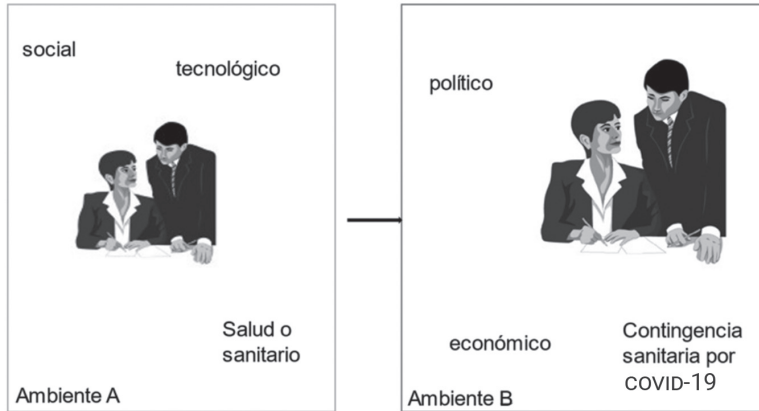 social
tecnológico
Salud o
sanitario
Ambiente A
político
económico
Contingencia
sanitaria por
COVID-19
Ambiente B